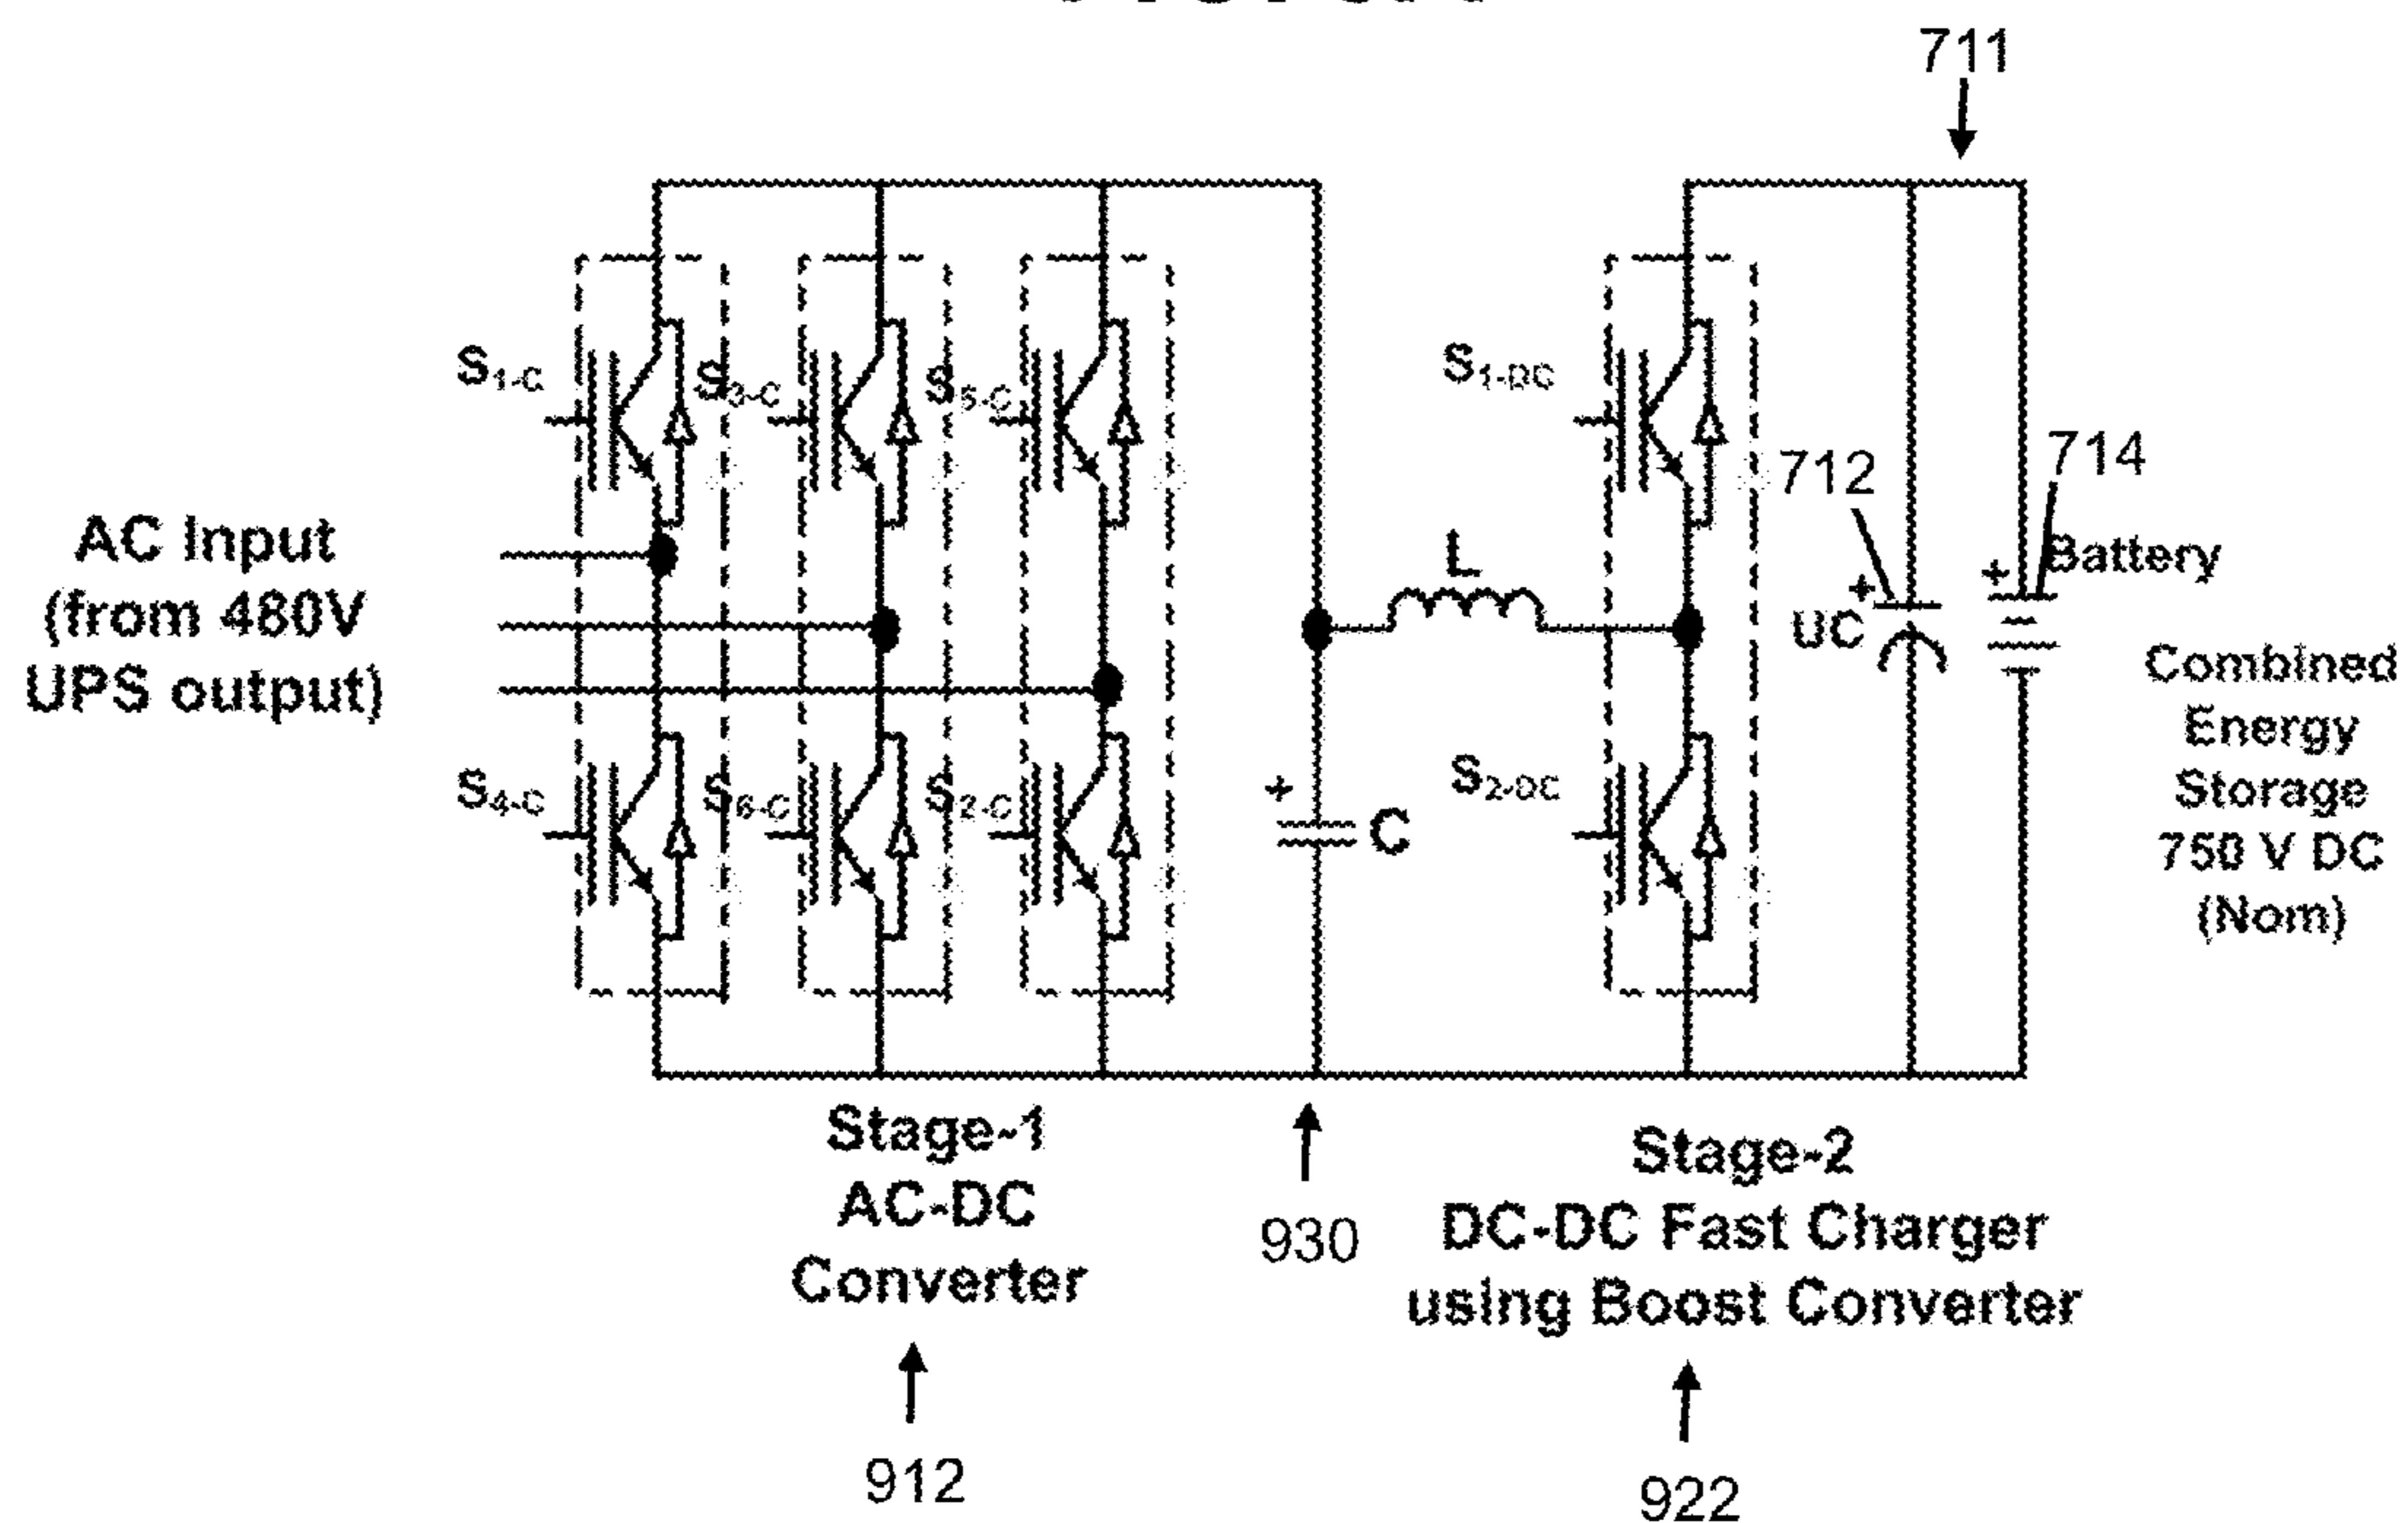 711
S1-C
S3-C
S5-C
S1-DC
712
714
AC Input
(from 480V
UPS output)
L
+
Battery
+
UC
Combined
Energy
Storage
750 V DC
(Nom)
S4-C
S6-C
S2-C
+
C
S2-DC
Stage-1
AC-DC
Converter
930
Stage-2
DC-DC Fast Charger
using Boost Converter
912
922